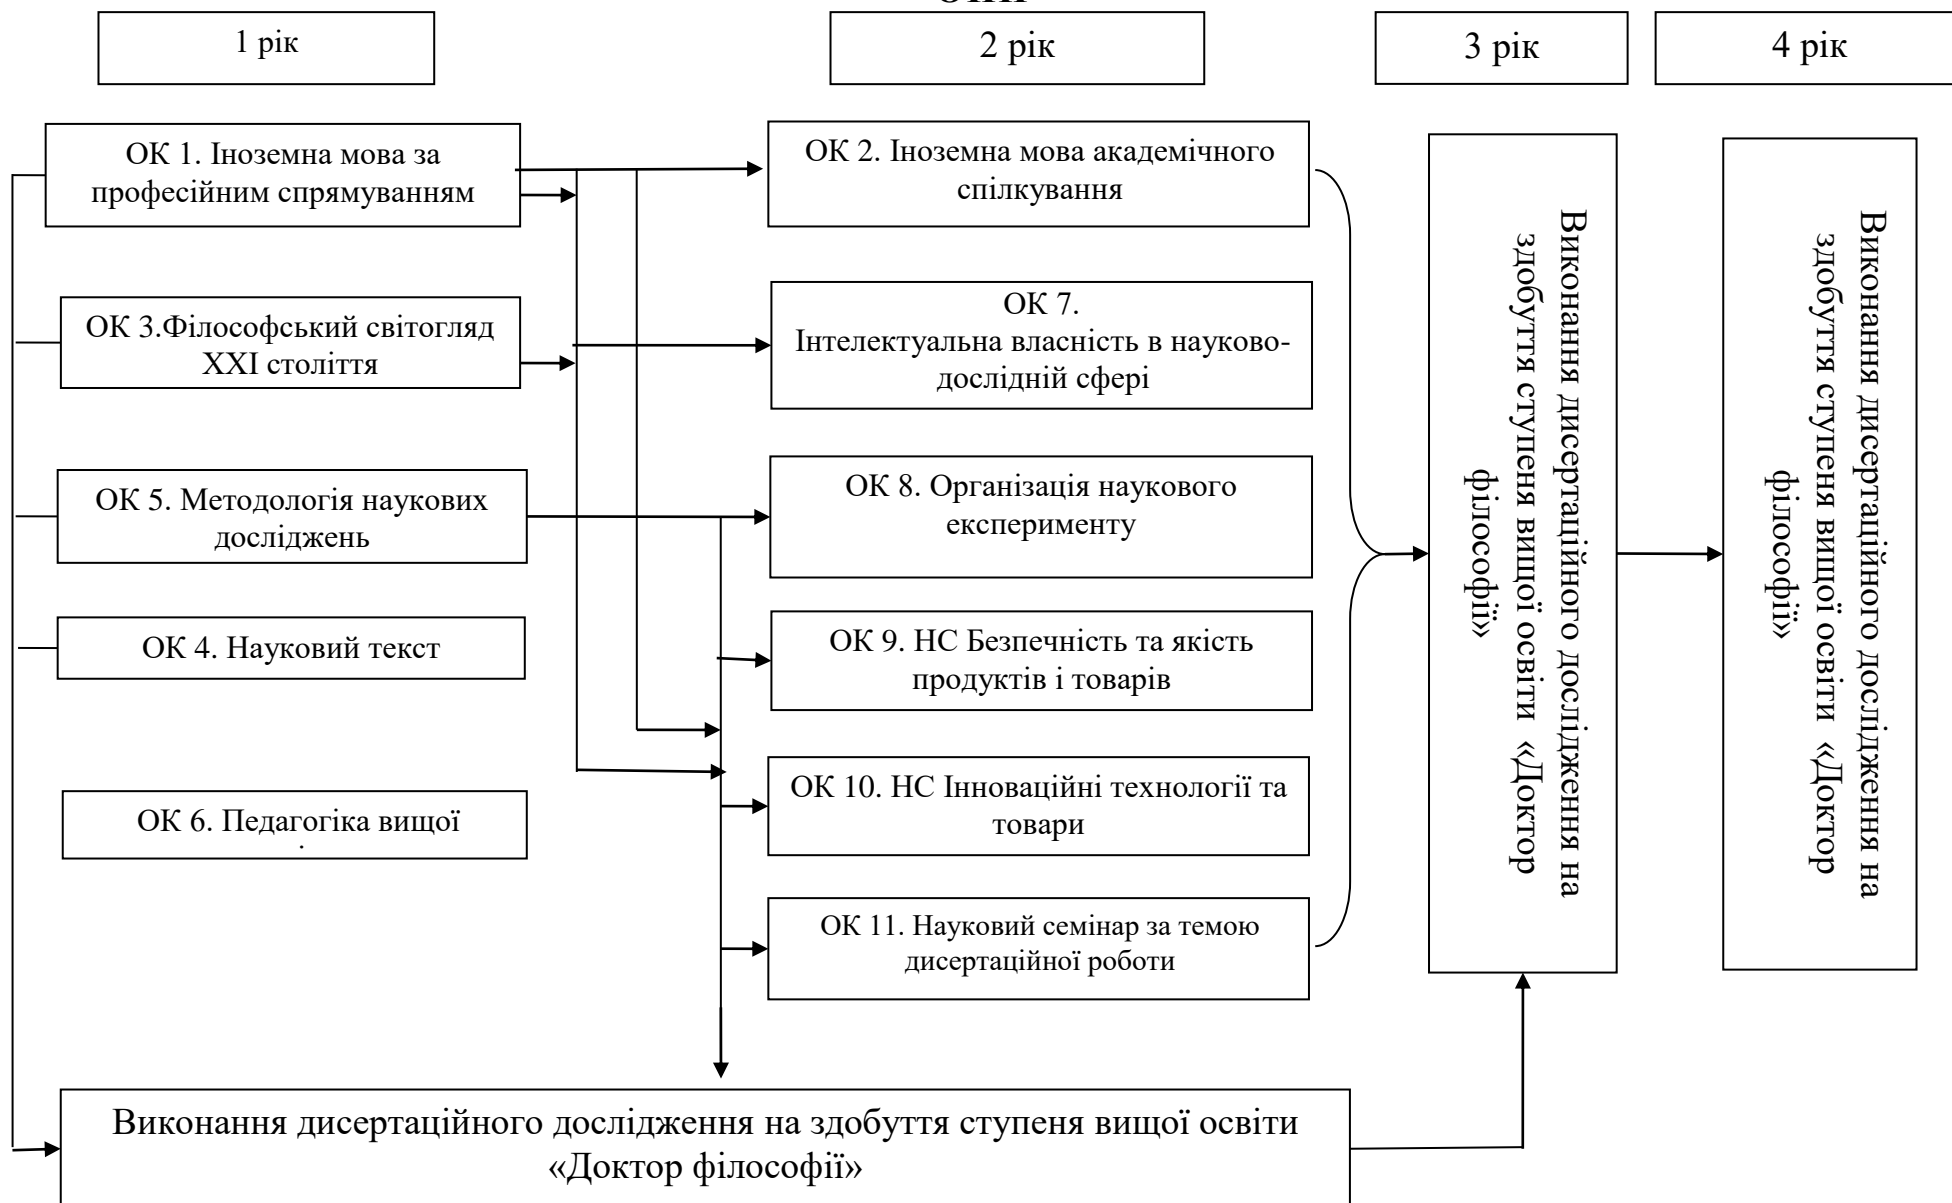 1 рік
2 рік
3 рік
4 рік
ОК 1. Іноземна мова за
професійним спрямуванням
ОК 2. Іноземна мова академічного
спілкування
ОК 3.Філософський світогляд
ХХІ століття
ОК 7.
Інтелектуальна власність в науково-
дослідній сфері
ОК 5. Методологія наукових
досліджень
ОК 8. Організація наукового
експерименту
ОК 4. Науковий текст
ОК 9. НС Безпечність та якість
продуктів і товарів
ОК 6. Педагогіка вищої
ОК 10. НС Інноваційні технології та
товари
ОК 11. Науковий семінар за темою
дисертаційної роботи
Виконання дисертаційного дослідження на
здобуття ступеня вищої освіти «Доктор
філософії»
Виконання дисертаційного дослідження на
здобуття ступеня вищої освіти «Доктор
філософії»
Виконання дисертаційного дослідження на здобуття ступеня вищої освіти
«Доктор філософії»